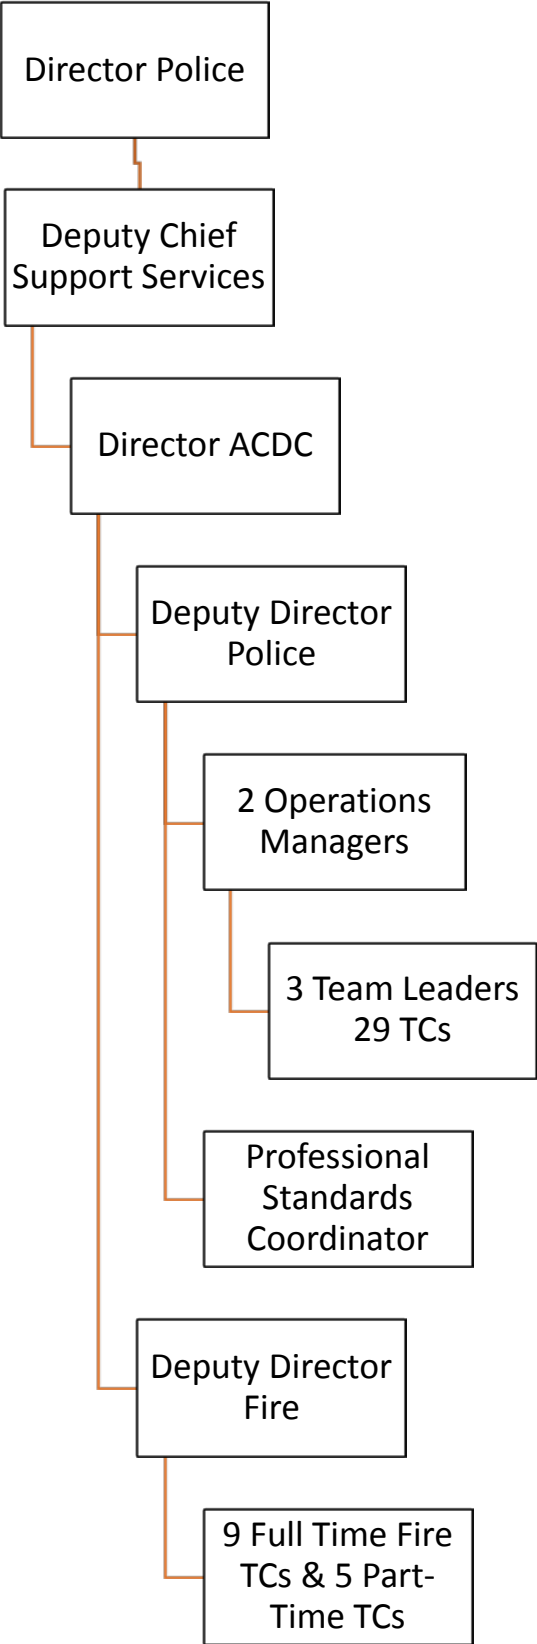 Director Police
Deputy Chief
Support Services
Director ACDC
Deputy Director
Police
2 Operations
Managers
3 Team Leaders
29 TCs
Professional
Standards
Coordinator
Deputy Director
Fire
9 Full Time Fire
TCs & 5 Part-
Time TCs